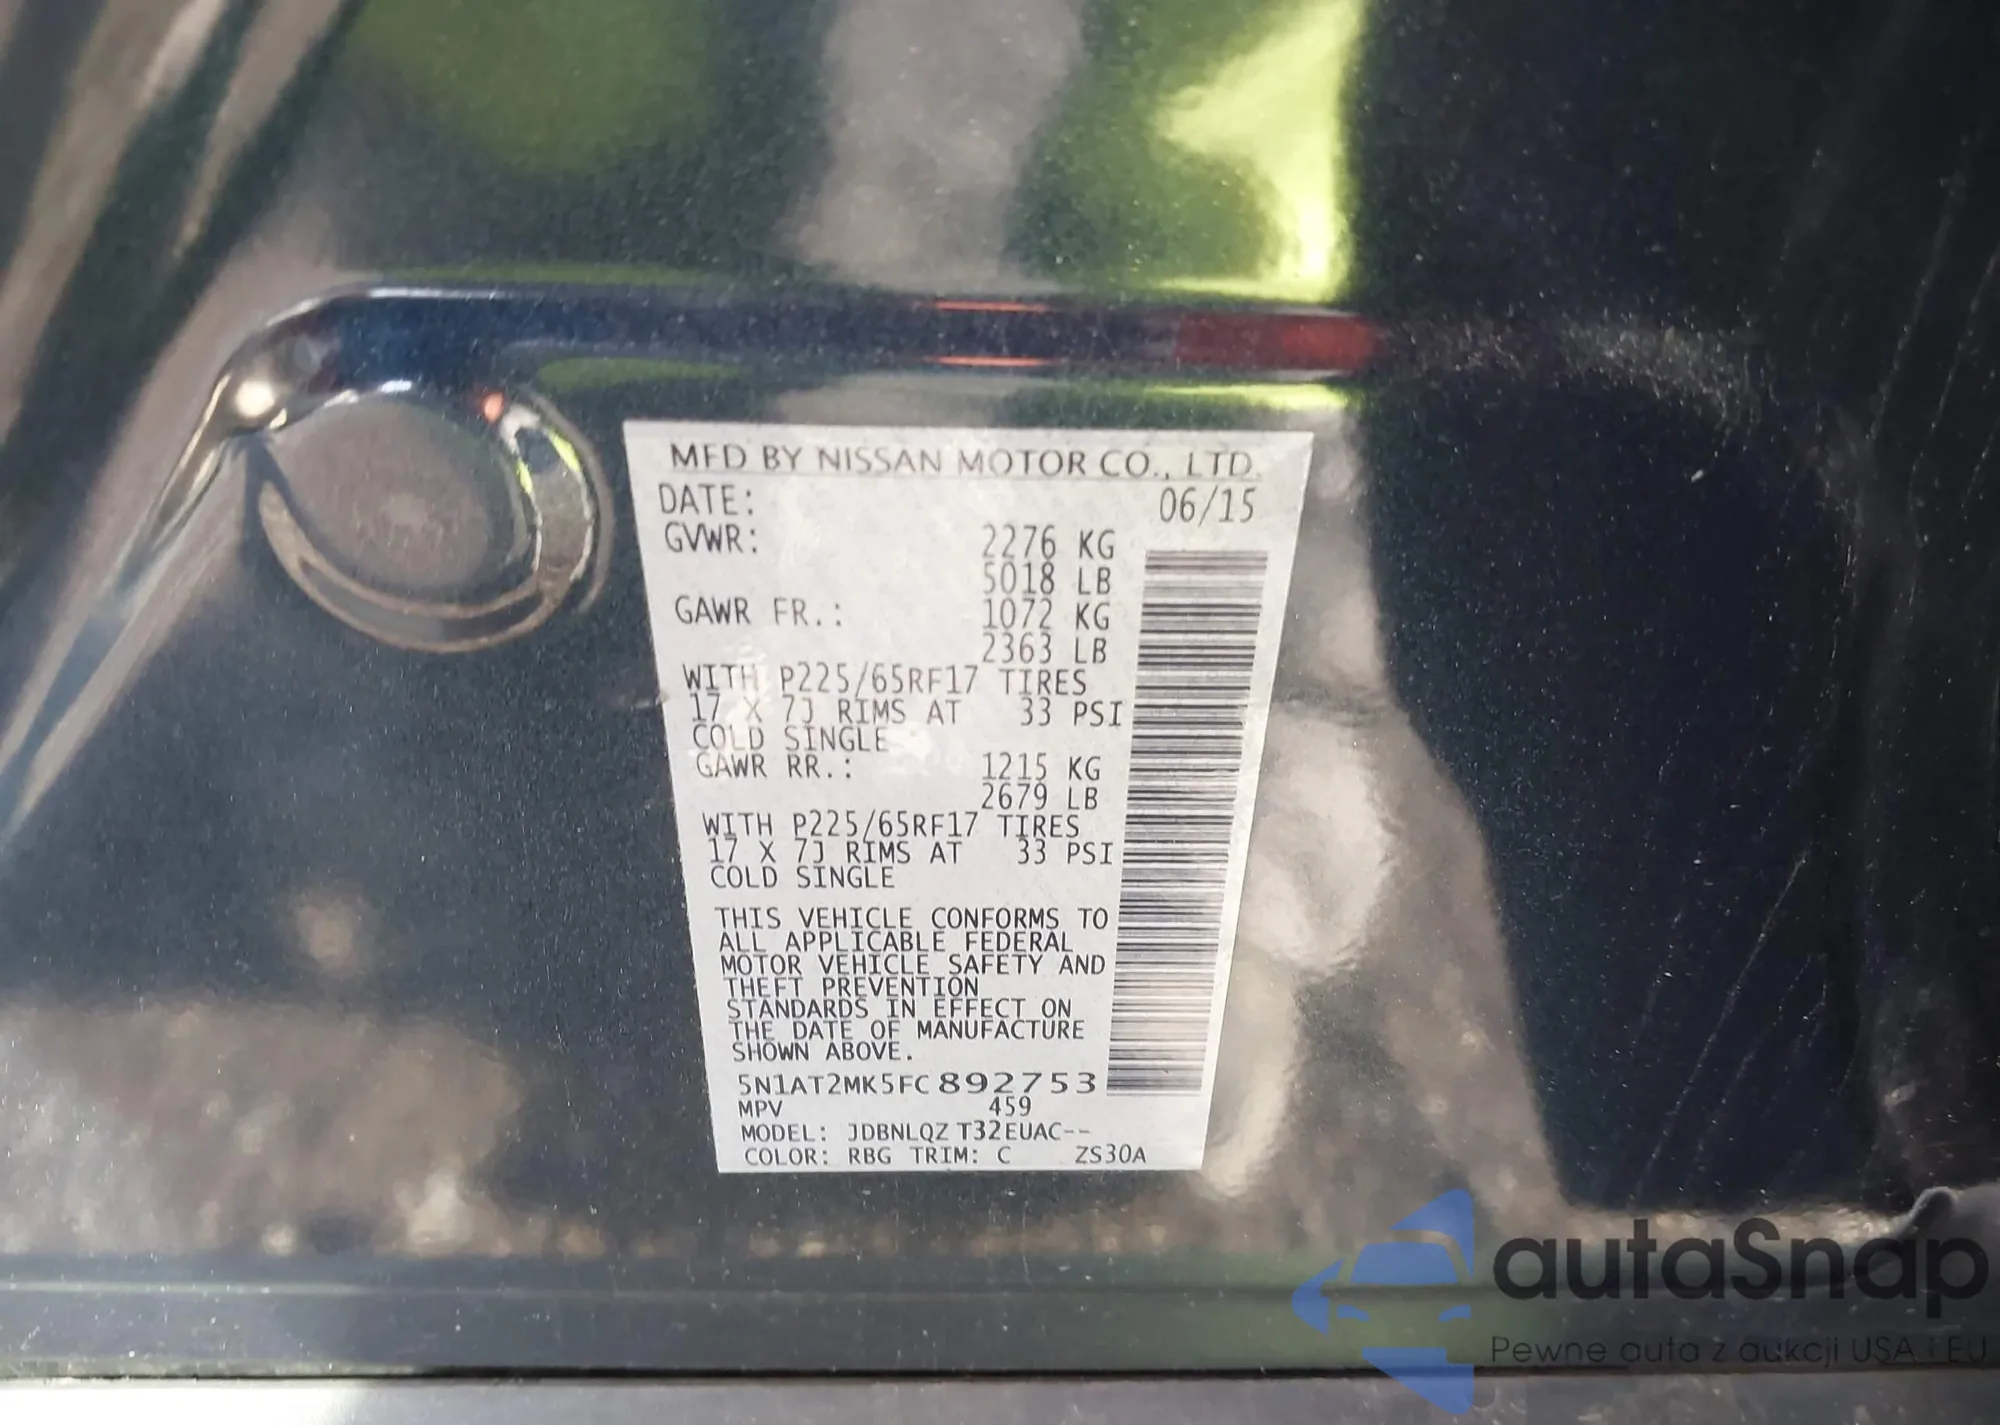 MFD BY NISSAN MOTOR CO., LTD.
DATE: 06/15
GVWR: 2276 KG
5018 LB
GAWR FR.: 1072 KG
2363 LB
WITH P225/65RF17 TIRES
17 X 7J RIMS AT 33 PSI
COLD SINGLE
GAWR RR.: 1215 KG
2679 LB
WITH P225/65RF17 TIRES
17 X 7J RIMS AT 33 PSI
COLD SINGLE
THIS VEHICLE CONFORMS TO
ALL APPLICABLE FEDERAL
MOTOR VEHICLE SAFETY AND
THEFT PREVENTION
STANDARDS IN EFFECT ON
THE DATE OF MANUFACTURE
SHOWN ABOVE.
5N1AT2MK5FC892753
MPV 459
MODEL: JDBNLQZ T32EUAC--
COLOR: RBG TRIM: C ZS30A
autaSnap
Pewne auta z aukcji USA i EU